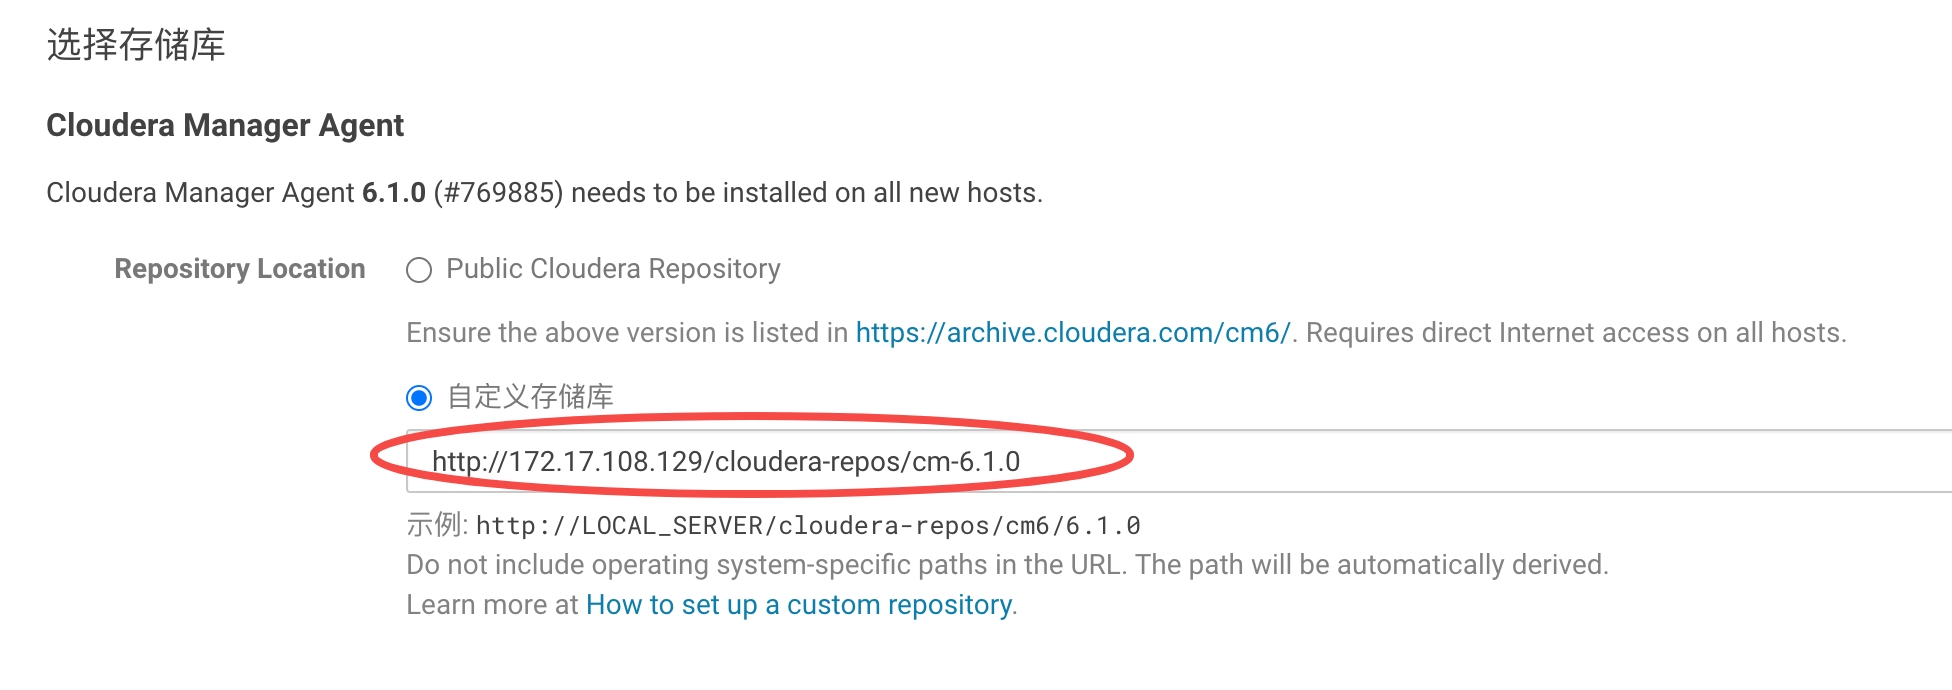 选择存储库
Cloudera Manager Agent
Cloudera Manager Agent 6.1.0 (#769885) needs to be installed on all new hosts.
Repository Location Public Cloudera Repository
Ensure the above version is listed in https://archive.cloudera.com/cm6/. Requires direct Internet access on all hosts.
自定义存储库
http://172.17.108.129/cloudera-repos/cm-6.1.0
示例: http://LOCAL_SERVER/cloudera-repos/cm6/6.1.0
Do not include operating system-specific paths in the URL. The path will be automatically derived.
Learn more at How to set up a custom repository.